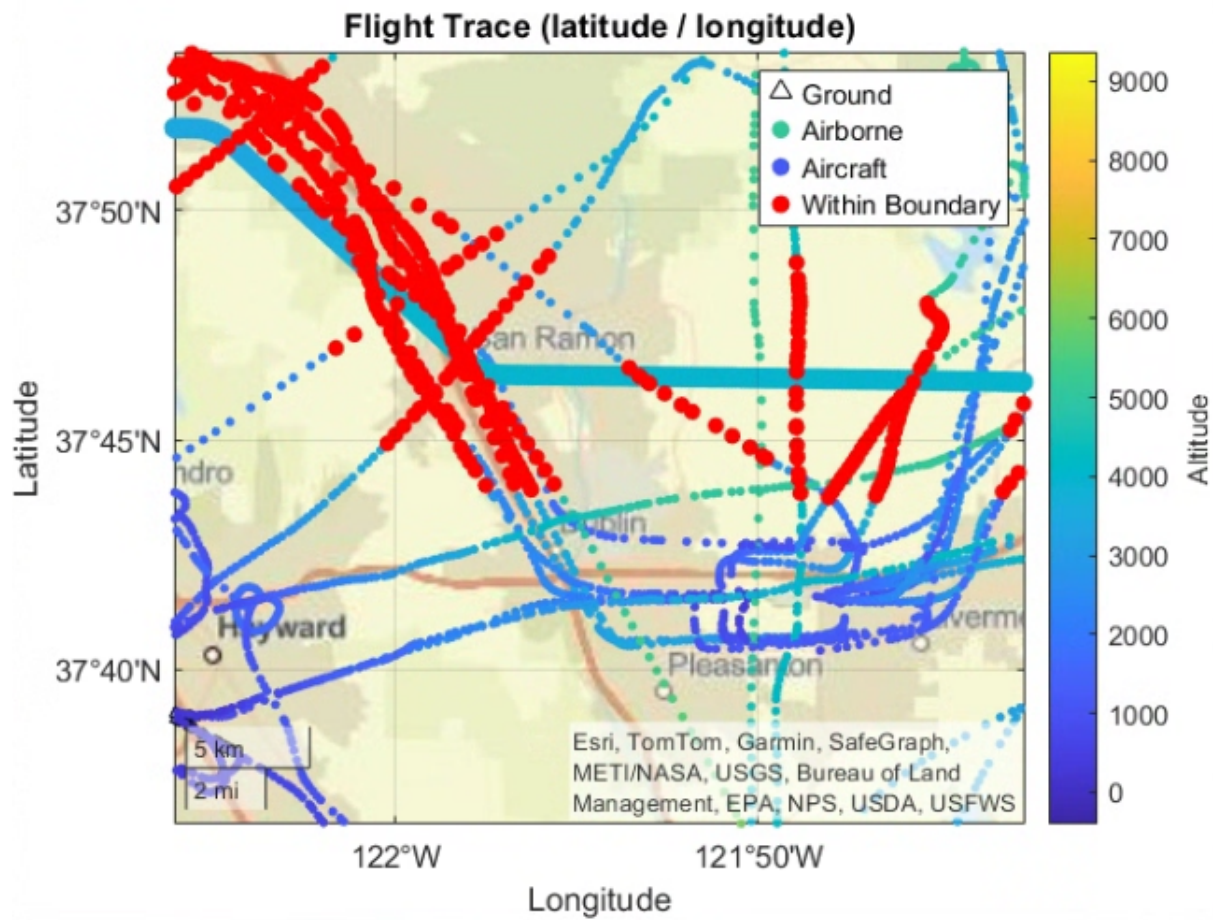 Flight Trace (latitude / longitude)
Ground
Airborne
Aircraft
Within Boundary
9000
8000
7000
6000
5000
4000
3000
2000
1000
0
Altitude
37°50'N
37°45'N
37°40'N
Latitude
San Ramon
ndro
Dublin
Hayward
iverm
Pleasanton
5 km
2 mi
Esri, TomTom, Garmin, SafeGraph,
METI/NASA, USGS, Bureau of Land
Management, EPA, NPS, USDA, USFWS
122°W
121°50'W
Longitude